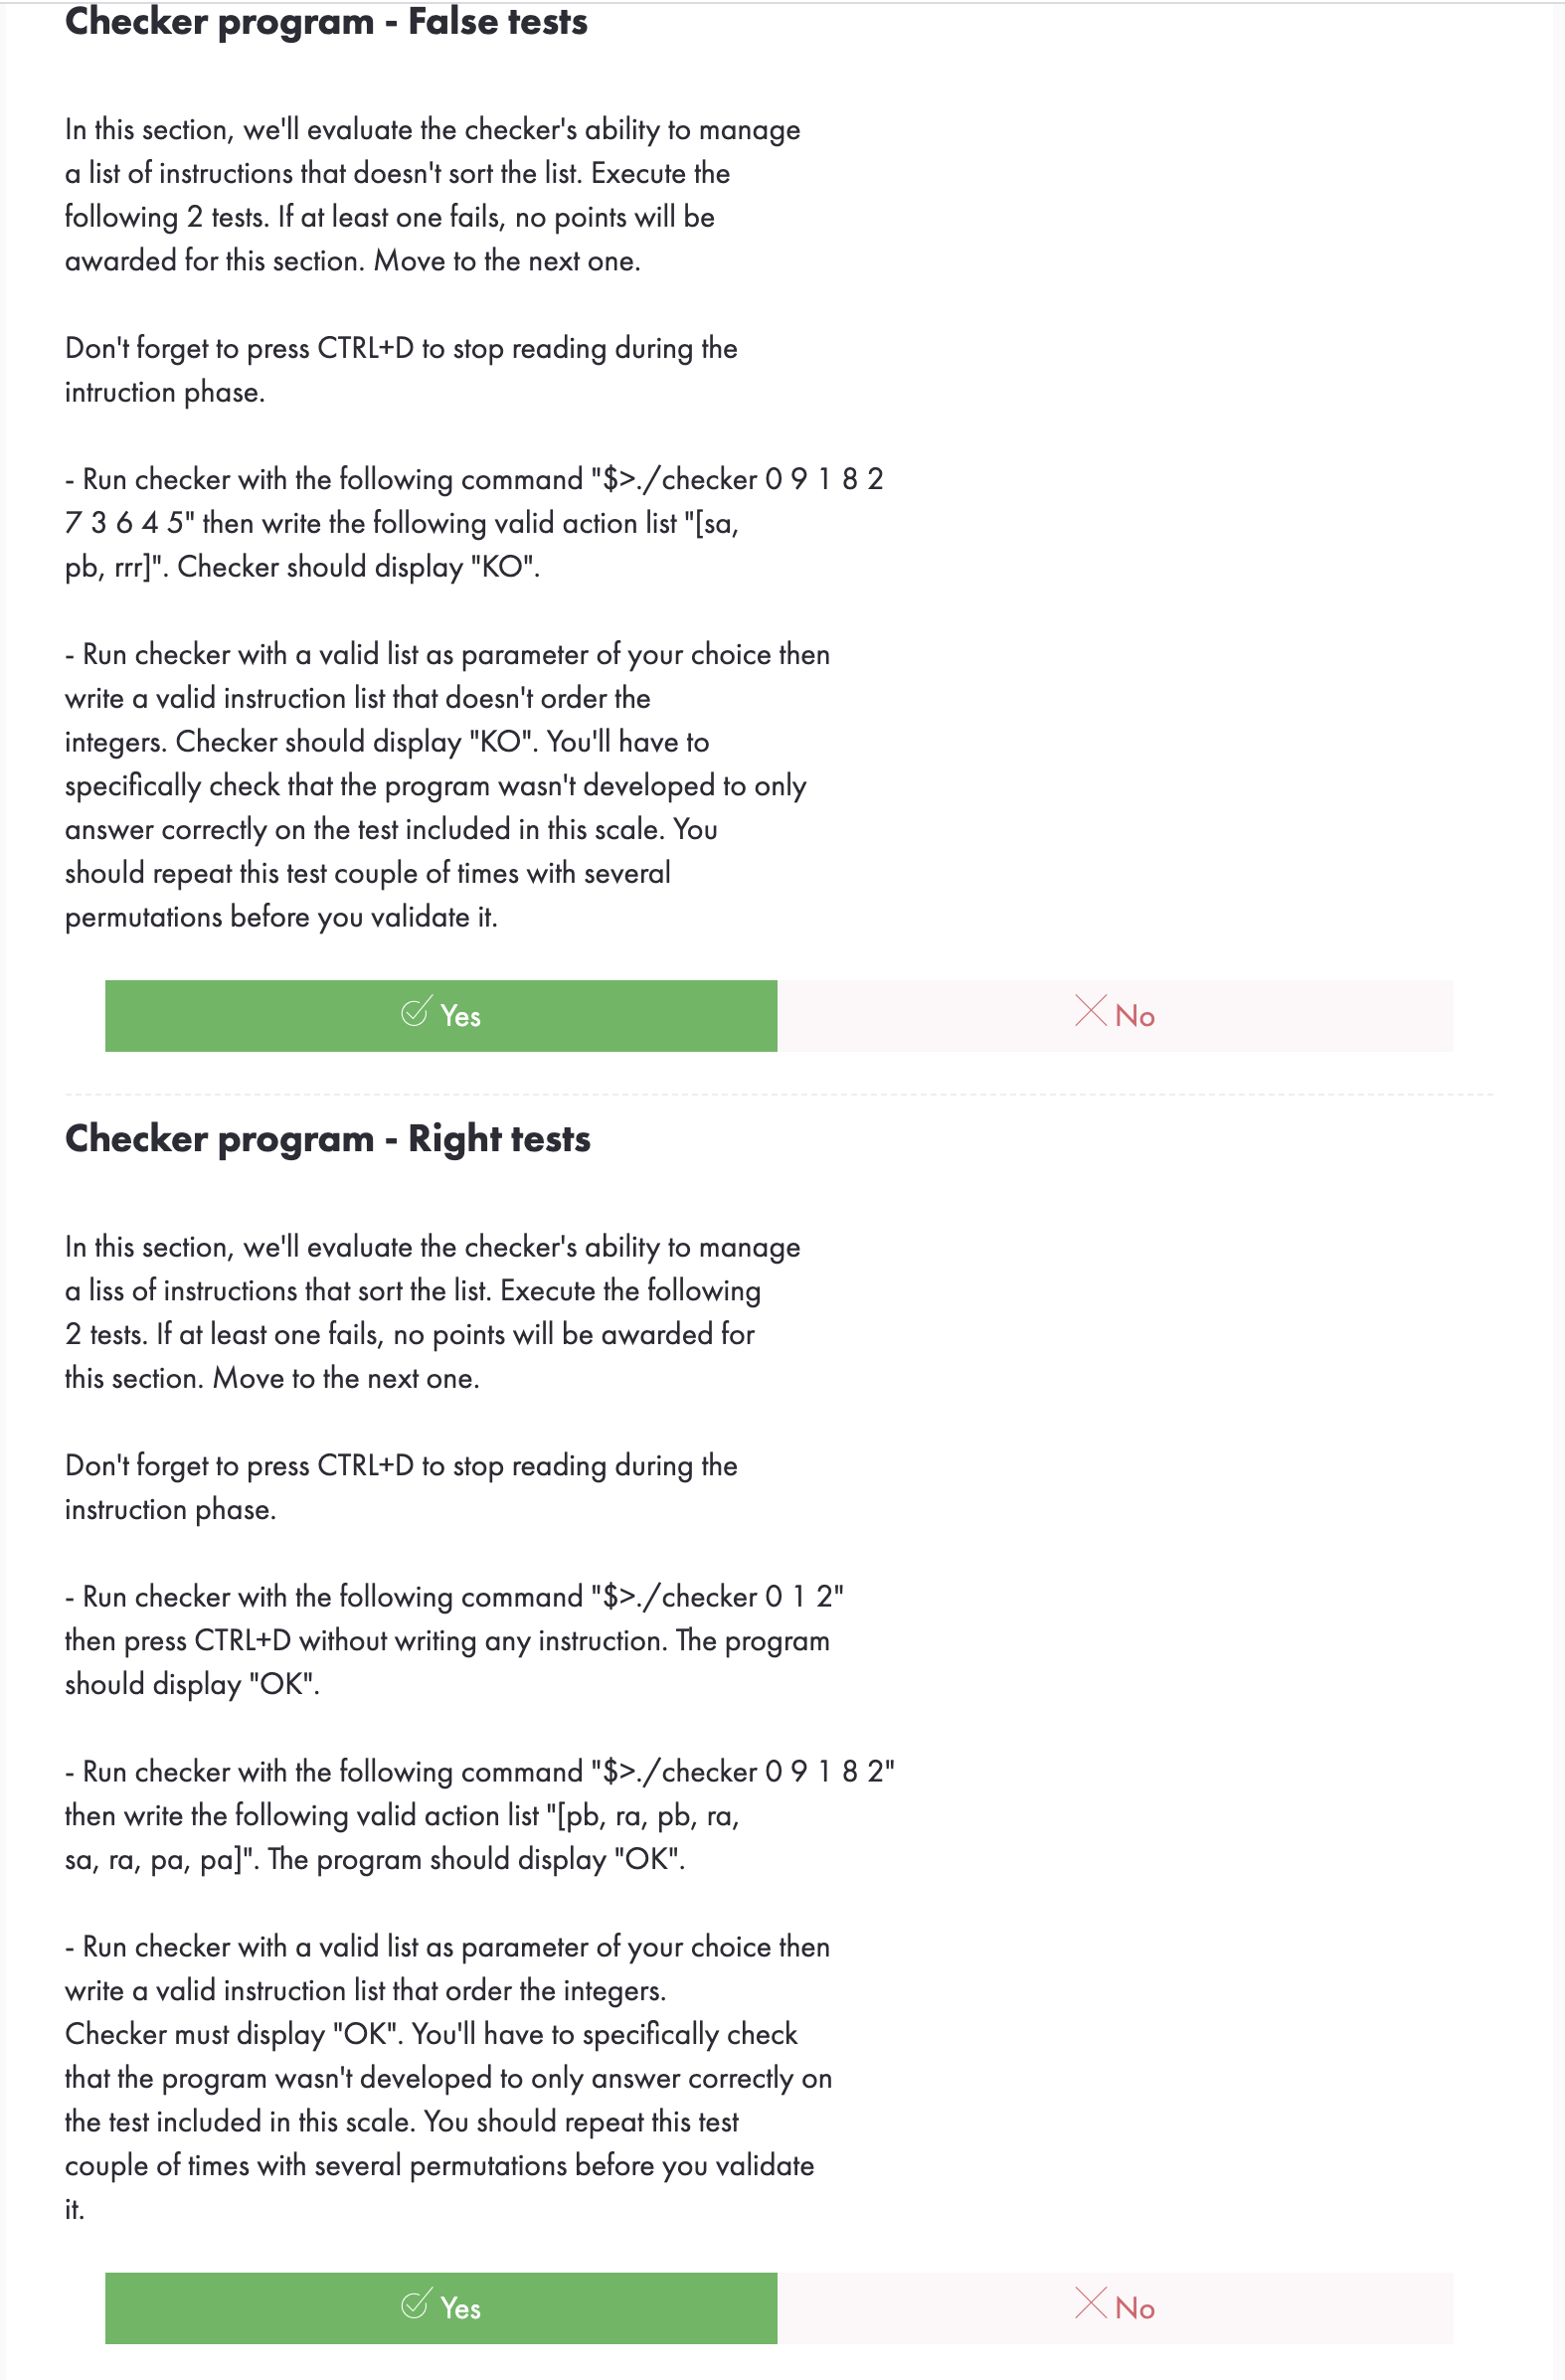 Checker program - False tests
In this section, we'll evaluate the checker's ability to manage
a list of instructions that doesn't sort the list. Execute the
following 2 tests. If at least one fails, no points will be
awarded for this section. Move to the next one.
Don't forget to press CTRL+D to stop reading during the
intruction phase.
- Run checker with the following command "$>./checker 0 9 1 8 2
7 3 6 4 5" then write the following valid action list "[sa,
pb, rrr]". Checker should display "KO".
- Run checker with a valid list as parameter of your choice then
write a valid instruction list that doesn't order the
integers. Checker should display "KO". You'll have to
specifically check that the program wasn't developed to only
answer correctly on the test included in this scale. You
should repeat this test couple of times with several
permutations before you validate it.
Yes
No
Checker program - Right tests
In this section, we'll evaluate the checker's ability to manage
a liss of instructions that sort the list. Execute the following
2 tests. If at least one fails, no points will be awarded for
this section. Move to the next one.
Don't forget to press CTRL+D to stop reading during the
instruction phase.
- Run checker with the following command "$>./checker 0 1 2"
then press CTRL+D without writing any instruction. The program
should display "OK".
- Run checker with the following command "$>./checker 0 9 1 8 2"
then write the following valid action list "[pb, ra, pb, ra,
sa, ra, pa, pa]". The program should display "OK".
- Run checker with a valid list as parameter of your choice then
write a valid instruction list that order the integers.
Checker must display "OK". You'll have to specifically check
that the program wasn't developed to only answer correctly on
the test included in this scale. You should repeat this test
couple of times with several permutations before you validate
it.
Yes
No